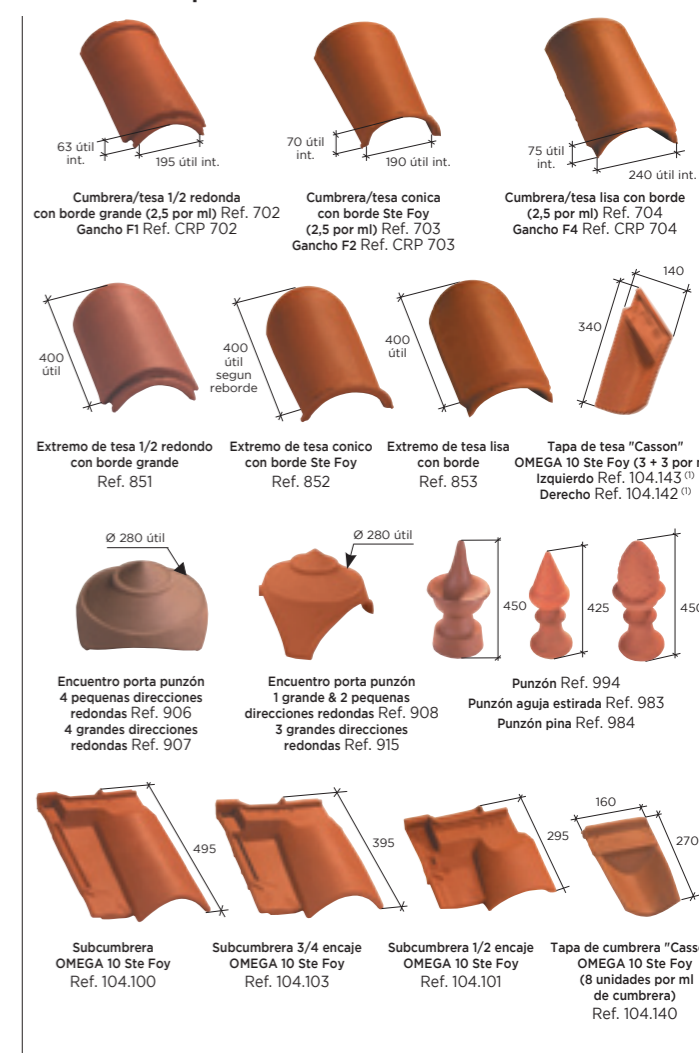 63 útil
int.
195 útil int.
70 útil
int.
190 útil int.
75 útil
int.
240 útil int.
Cumbrera/tesa 1/2 redonda
con borde grande (2,5 por ml) Ref. 702
Gancho F1 Ref. CRP 702
Cumbrera/tesa conica
con borde Ste Foy
(2,5 por ml) Ref. 703
Gancho F2 Ref. CRP 703
Cumbrera/tesa lisa con borde
(2,5 por ml) Ref. 704
Gancho F4 Ref. CRP 704
400
útil
400
útil
segun
reborde
400
útil
340
140
Extremo de tesa 1/2 redondo
con borde grande
Ref. 851
Extremo de tesa conico
con borde Ste Foy
Ref. 852
Extremo de tesa lisa
con borde
Ref. 853
Tapa de tesa "Casson"
OMEGA 10 Ste Foy (3 + 3 por
Izquierdo Ref. 104.143 (1)
Derecho Ref. 104.142 (1)
Ø 280 útil
Ø 280 útil
450
425
450
Encuentro porta punzón
4 pequenas direcciones
redondas Ref. 906
4 grandes direcciones
redondas Ref. 907
Encuentro porta punzón
1 grande & 2 pequenas
direcciones redondas Ref. 908
3 grandes direcciones
redondas Ref. 915
Punzón Ref. 994
Punzón aguja estirada Ref. 983
Punzón pina Ref. 984
495
395
295
160
270
Subcumbrera
OMEGA 10 Ste Foy
Ref. 104.100
Subcumbrera 3/4 encaje
OMEGA 10 Ste Foy
Ref. 104.103
Subcumbrera 1/2 encaje
OMEGA 10 Ste Foy
Ref. 104.101
Tapa de cumbrera "Cass
OMEGA 10 Ste Foy
(8 unidades por ml
de cumbrera)
Ref. 104.140